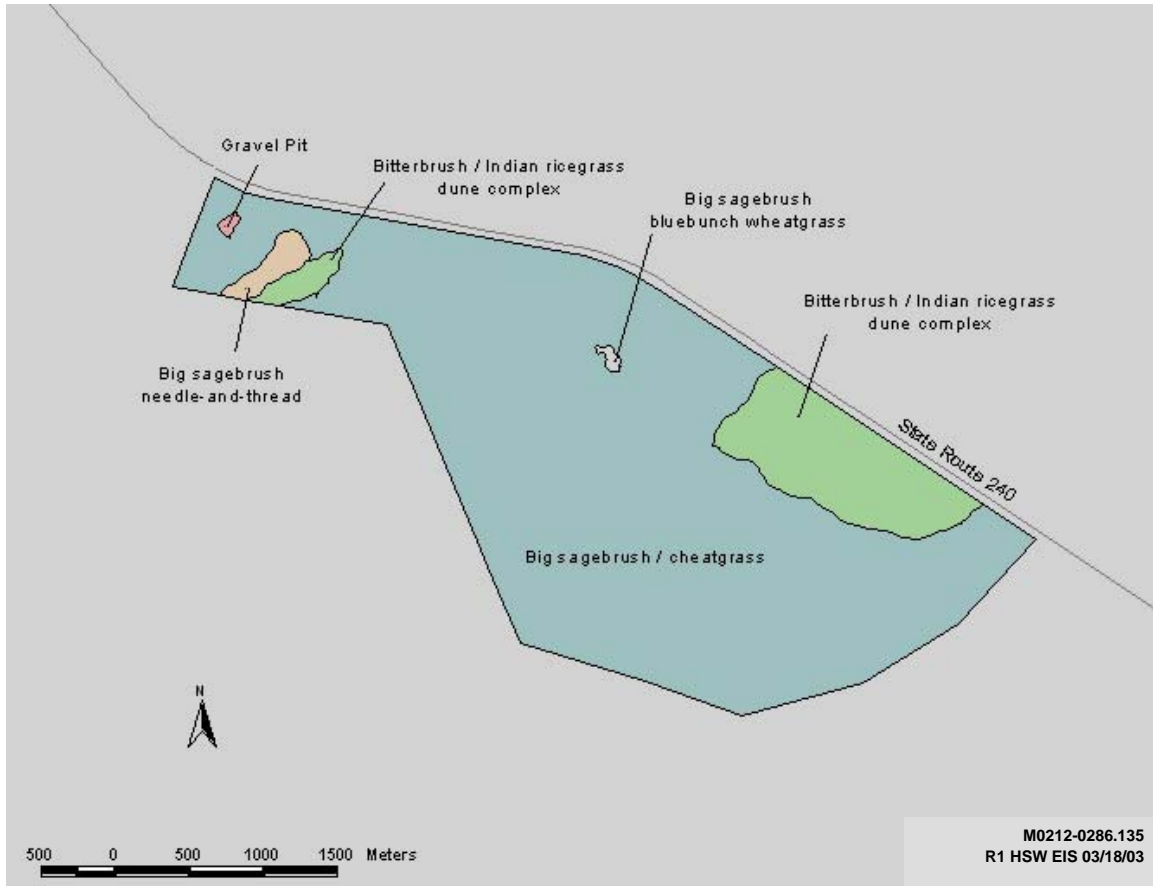 Gravel Pit
Bitterbrush / Indian ricegrass
dune complex
Big sagebrush
bluebunch wheatgrass
Bitterbrush / Indian ricegrass
dune complex
Big sagebrush
needle-and-thread
State Route 240
Big sagebrush / cheatgrass
N
500 0 500 1000 1500 Meters
M0212-0286.135
R1 HSW EIS 03/18/03